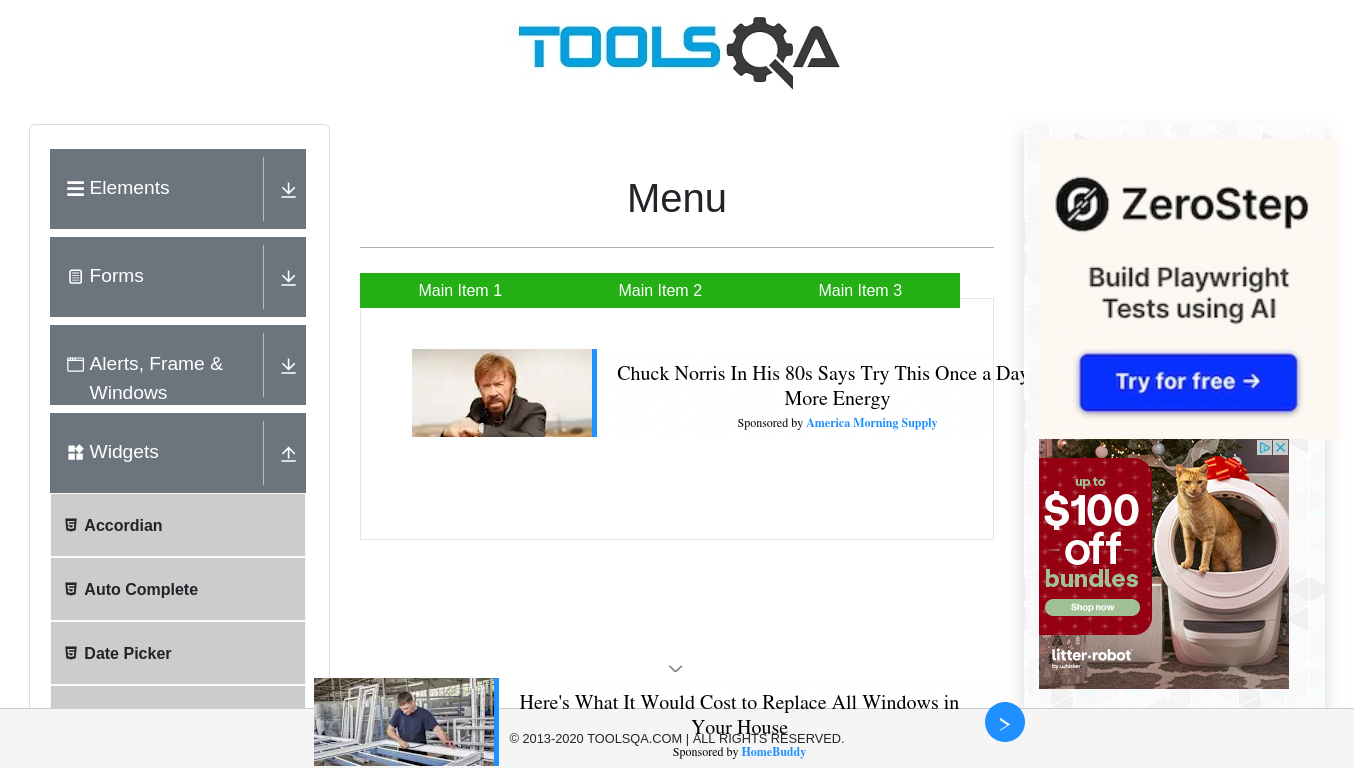 TOOLSQA
Elements
Forms
Alerts, Frame &
Windows
Widgets
Accordian
Auto Complete
Date Picker
Menu
Main Item 1
Main Item 2
Main Item 3
Chuck Norris In His 80s Says Try This Once a Day
More Energy
Sponsored by America Morning Supply
ZeroStep
Build Playwright
Tests using AI
Try for free →
up to
$100
off
bundles
Shop now
litter-robot
by whisker
Here's What It Would Cost to Replace All Windows in
Your House
© 2013-2020 TOOLSQA.COM | ALL RIGHTS RESERVED.
Sponsored by HomeBuddy